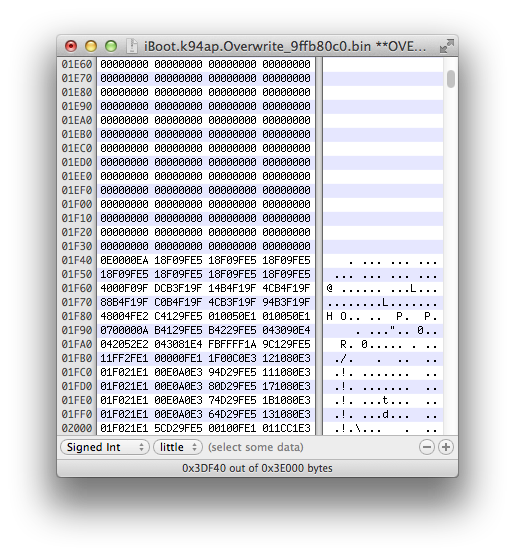 iBoot.k94ap.Overwrite_9ffb80c0.bin **OVE...
01E60 00000000 00000000 00000000 00000000
01E70 00000000 00000000 00000000 00000000
01E80 00000000 00000000 00000000 00000000
01E90 00000000 00000000 00000000 00000000
01EA0 00000000 00000000 00000000 00000000
01EB0 00000000 00000000 00000000 00000000
01EC0 00000000 00000000 00000000 00000000
01ED0 00000000 00000000 00000000 00000000
01EE0 00000000 00000000 00000000 00000000
01EF0 00000000 00000000 00000000 00000000
01F00 00000000 00000000 00000000 00000000
01F10 00000000 00000000 00000000 00000000
01F20 00000000 00000000 00000000 00000000
01F30 00000000 00000000 00000000 00000000
01F40 0E0000EA 18F09FE5 18F09FE5 18F09FE5 . ... ... ...
01F50 18F09FE5 18F09FE5 18F09FE5 18F09FE5 ... ... ... ...
01F60 4000F09F DCB3F19F 14B4F19F 4CB4F19F @ ...... ...L...
01F70 88B4F19F C0B4F19F 4CB3F19F 94B3F19F ........L.......
01F80 48004FE2 C4129FE5 010050E1 010050E1 H O.. .. P. P.
01F90 0700000A B4129FE5 B4229FE5 043090E4 . ...."... 0..
01FA0 042052E2 043081E4 FBFFFF1A 9C129FE5 R. 0..... . ..
01FB0 11FF2FE1 00000FE1 1F00C0E3 121080E3 ./. . .. ..
01FC0 01F021E1 00E0A0E3 94D29FE5 111080E3 .!. ....... ..
01FD0 01F021E1 00E0A0E3 80D29FE5 171080E3 .!. ....... ..
01FE0 01F021E1 00E0A0E3 74D29FE5 1B1080E3 .!. ...t... ..
01FF0 01F021E1 00E0A0E3 64D29FE5 131080E3 .!. ...d... ..
02000 01F021E1 5CD29FE5 00100FE1 011CC1E3 .!.\... . ..
Signed Int little (select some data)
0x3DF40 out of 0x3E000 bytes